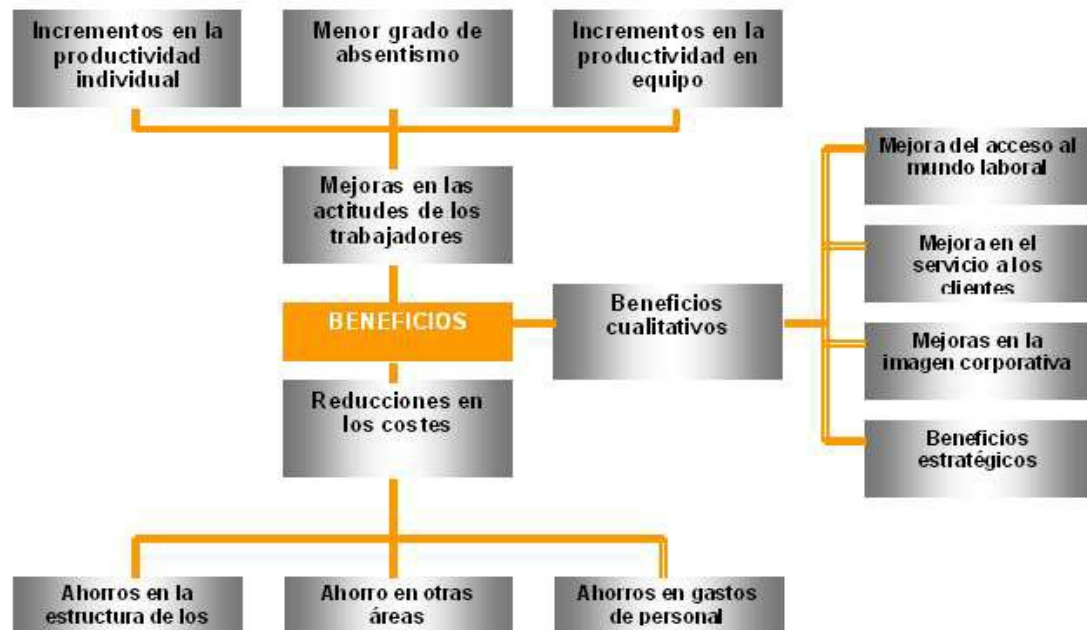 Incrementos en la
productividad
individual
Menor grado de
absentismo
Incrementos en la
productividad en
equipo
Mejora del acceso al
mundo laboral
Mejoras en las
actitudes de los
trabajadores
Mejora en el
servicio a los
clientes
BENEFICIOS
Beneficios
cualitativos
Mejoras en la
imagen corporativa
Reducciones en
los costes
Beneficios
estratégicos
Ahorros en la
estructura de los
Ahorro en otras
áreas
Ahorros en gastos
de personal